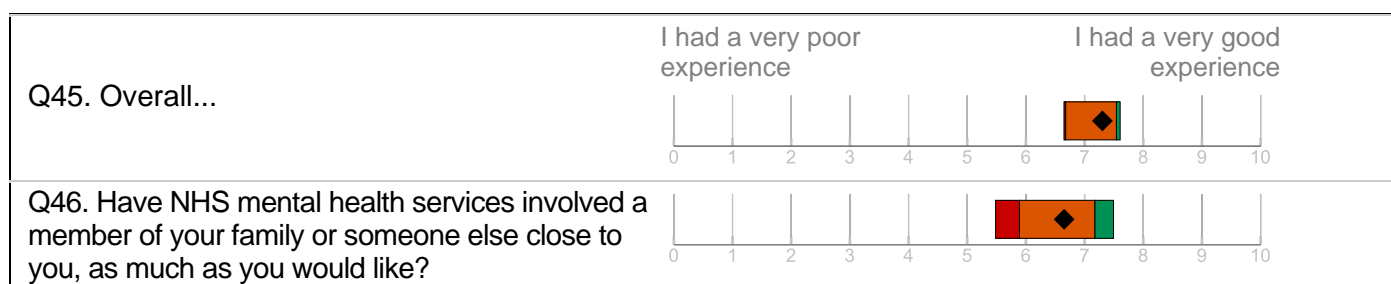 I had a very poor
experience
I had a very good
experience
Q45. Overall...
0 1 2 3 4 5 6 7 8 9 10
Q46. Have NHS mental health services involved a
member of your family or someone else close to
you, as much as you would like?
0 1 2 3 4 5 6 7 8 9 10